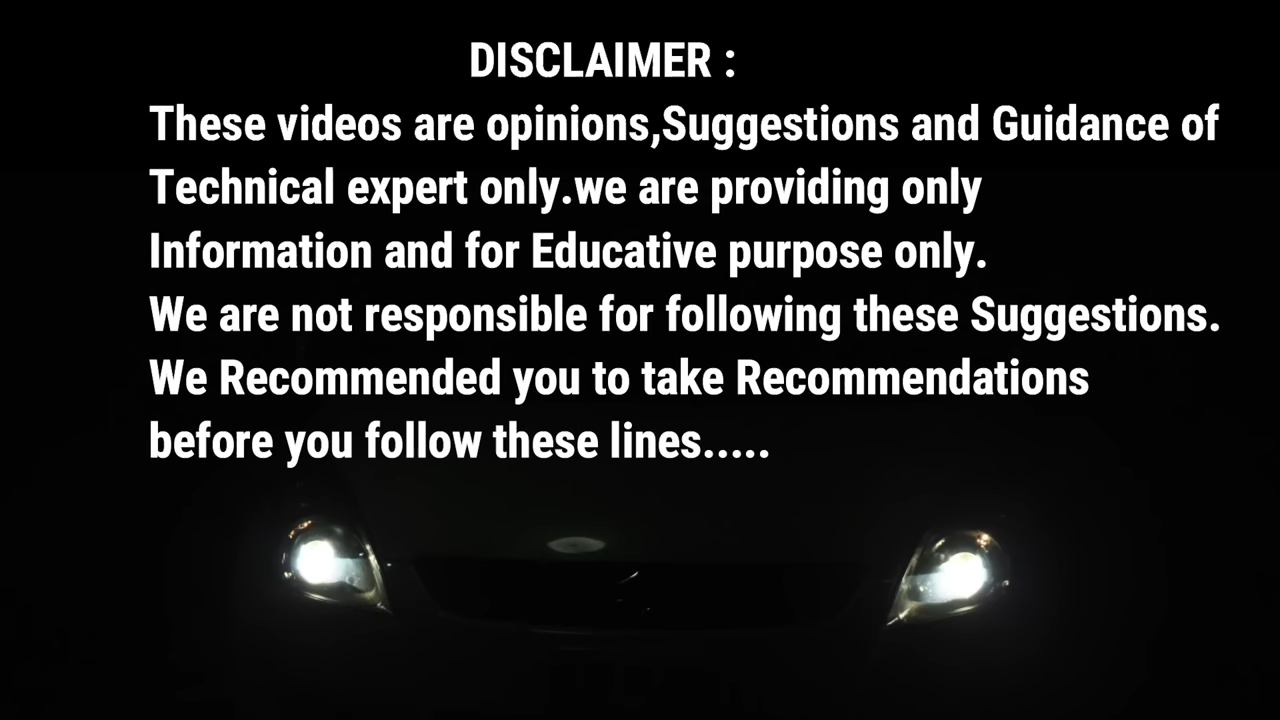 DISCLAIMER :
These videos are opinions,Suggestions and Guidance of
Technical expert only.we are providing only
Information and for Educative purpose only.
We are not responsible for following these Suggestions.
We Recommended you to take Recommendations
before you follow these lines.....